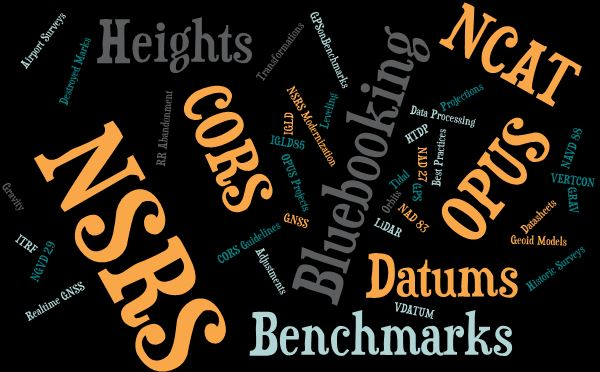 Airport Surveys
Destroyed Marks
Heights
Transformations
GPSonBenchmarks
NCAT
Bluebooking
RR Abandonment
CORS
NSRS Modernization
Leveling
IGLD
IGLD85
OPUS Projects
GNSS
Data Processing
Projections
HTDP
Best Practices
NAD 27
GPS
Tidal
Orbits
NAD 83
LiDAR
OPUS
NAVD 88
VERTCON
GRAV
Datasheets
Geoid Models
Historic Surveys
NSRS
Gravity
ITRF
NGVD 29
Realtime GNSS
CORS Guidelines
Adjustments
Datums
VDATUM
Benchmarks